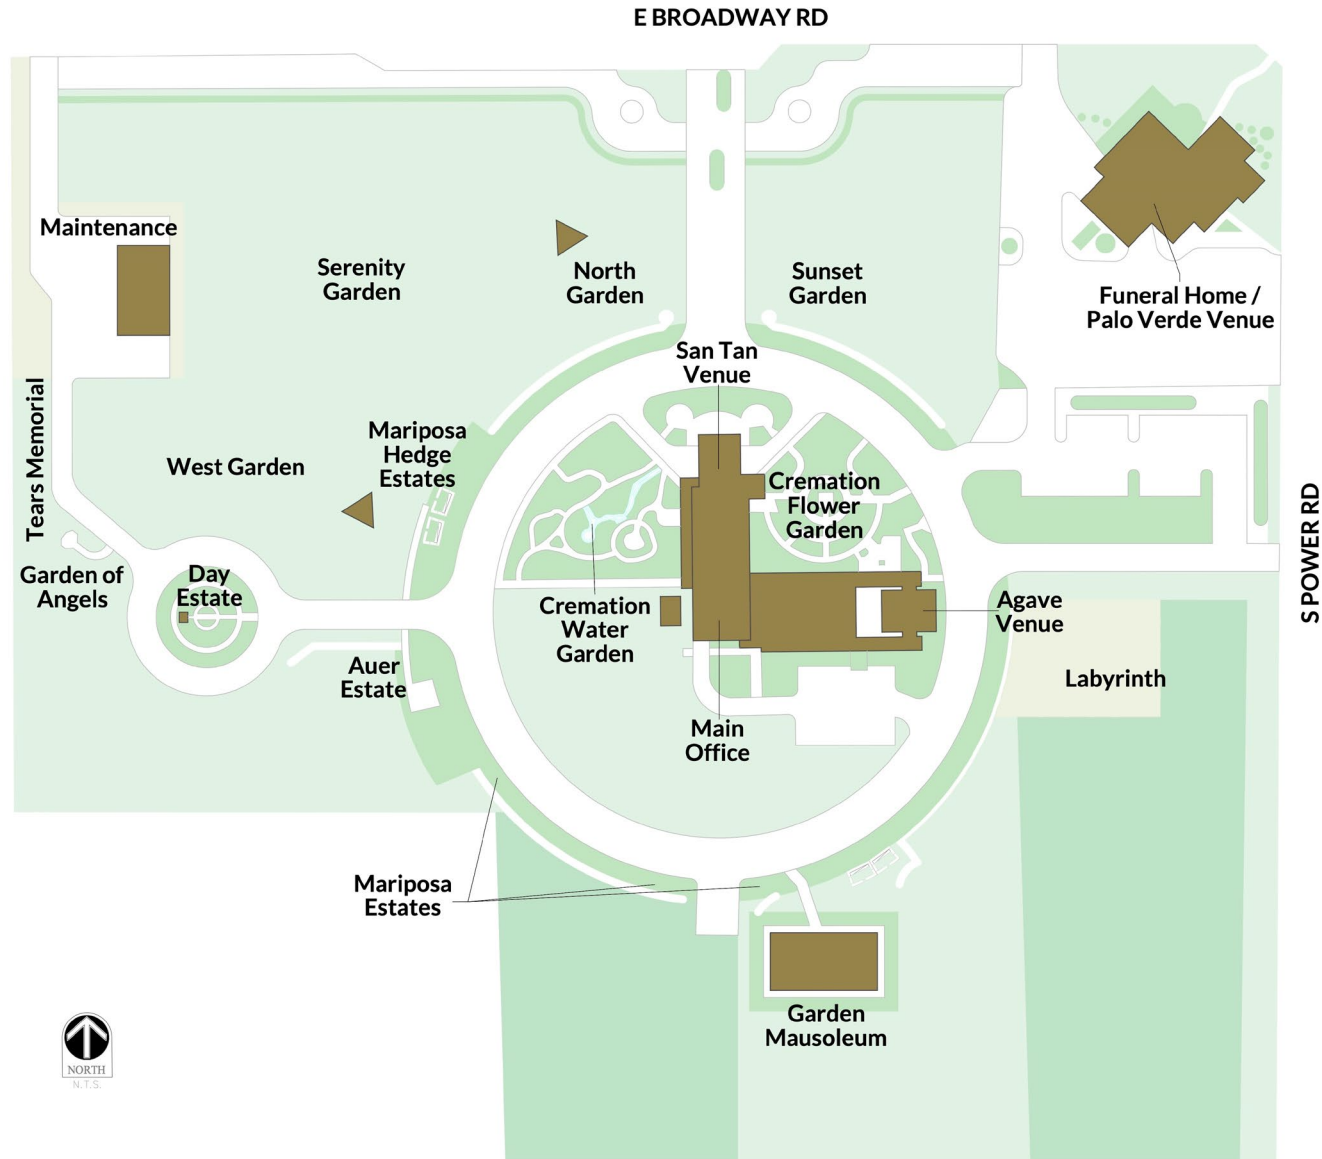 E BROADWAY RD
Maintenance
Serenity
Garden
North
Garden
Sunset
Garden
Funeral Home /
Palo Verde Venue
San Tan
Venue
Tears Memorial
West Garden
Mariposa
Hedge
Estates
Cremation
Flower
Garden
S POWER RD
Garden of
Angels
Day
Estate
Cremation
Water
Garden
Agave
Venue
Auer
Estate
Labyrinth
Main
Office
Mariposa
Estates
Garden
Mausoleum
NORTH
N.T.S.